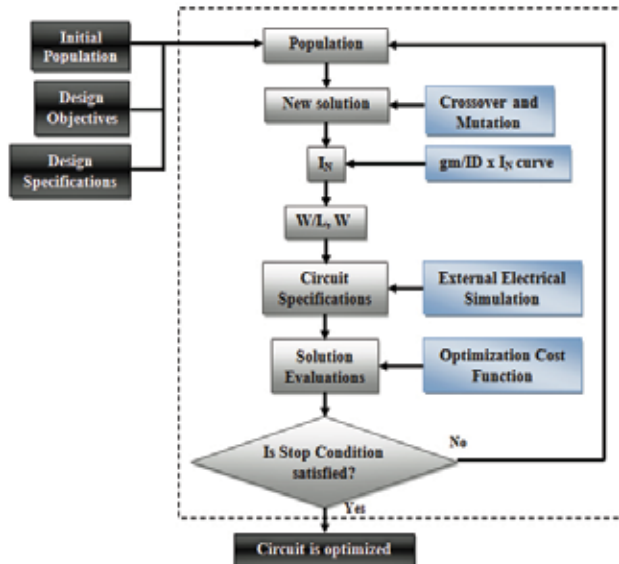 Initial
Population
Design
Objectives
Design
Specifications
Population
New solution
Crossover and
Mutation
IN
gm/ID x IN curve
W/L, W
Circuit
Specifications
External Electrical
Simulation
Solution
Evaluations
Optimization Cost
Function
Is Stop Condition
satisfied?
No
Yes
Circuit is optimized